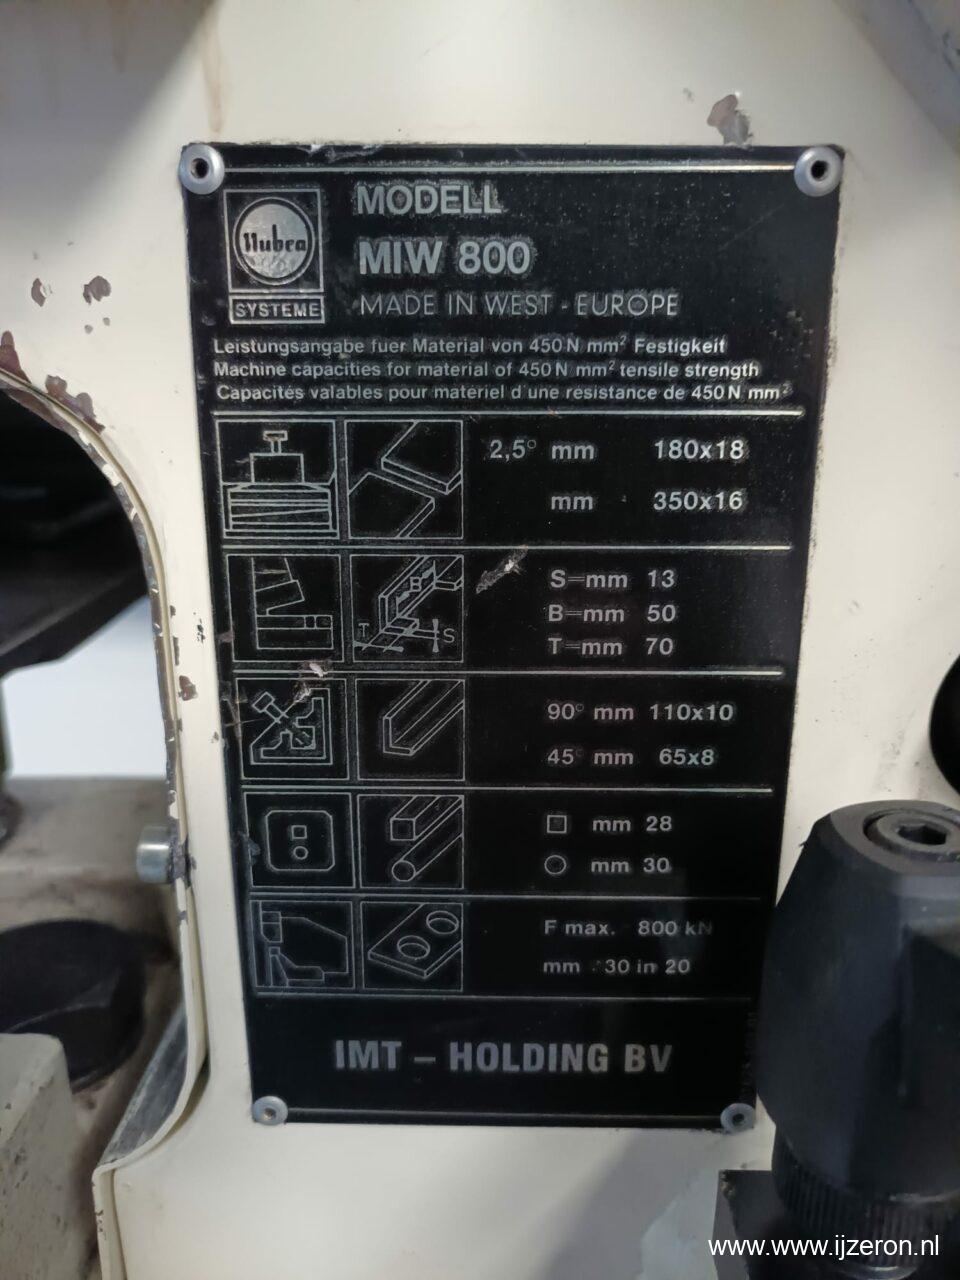 Nubra
SYSTEME
MODELL
MIW 800
MADE IN WEST - EUROPE
Leistungsangabe fuer Material von 450 N mm² Festigkeit
Machine capacities for material of 450 N mm² tensile strength
Capacités valables pour matériel d'une resistance de 450 N mm²
2,5° mm 180x18
mm 350x16
S=mm 13
B=mm 50
T=mm 70
B
T
S
90° mm 110x10
45° mm 65x8
mm 28
mm 30
F max. 800 kN
mm 30 in 20
IMT - HOLDING BV
www.www.ijzeron.nl